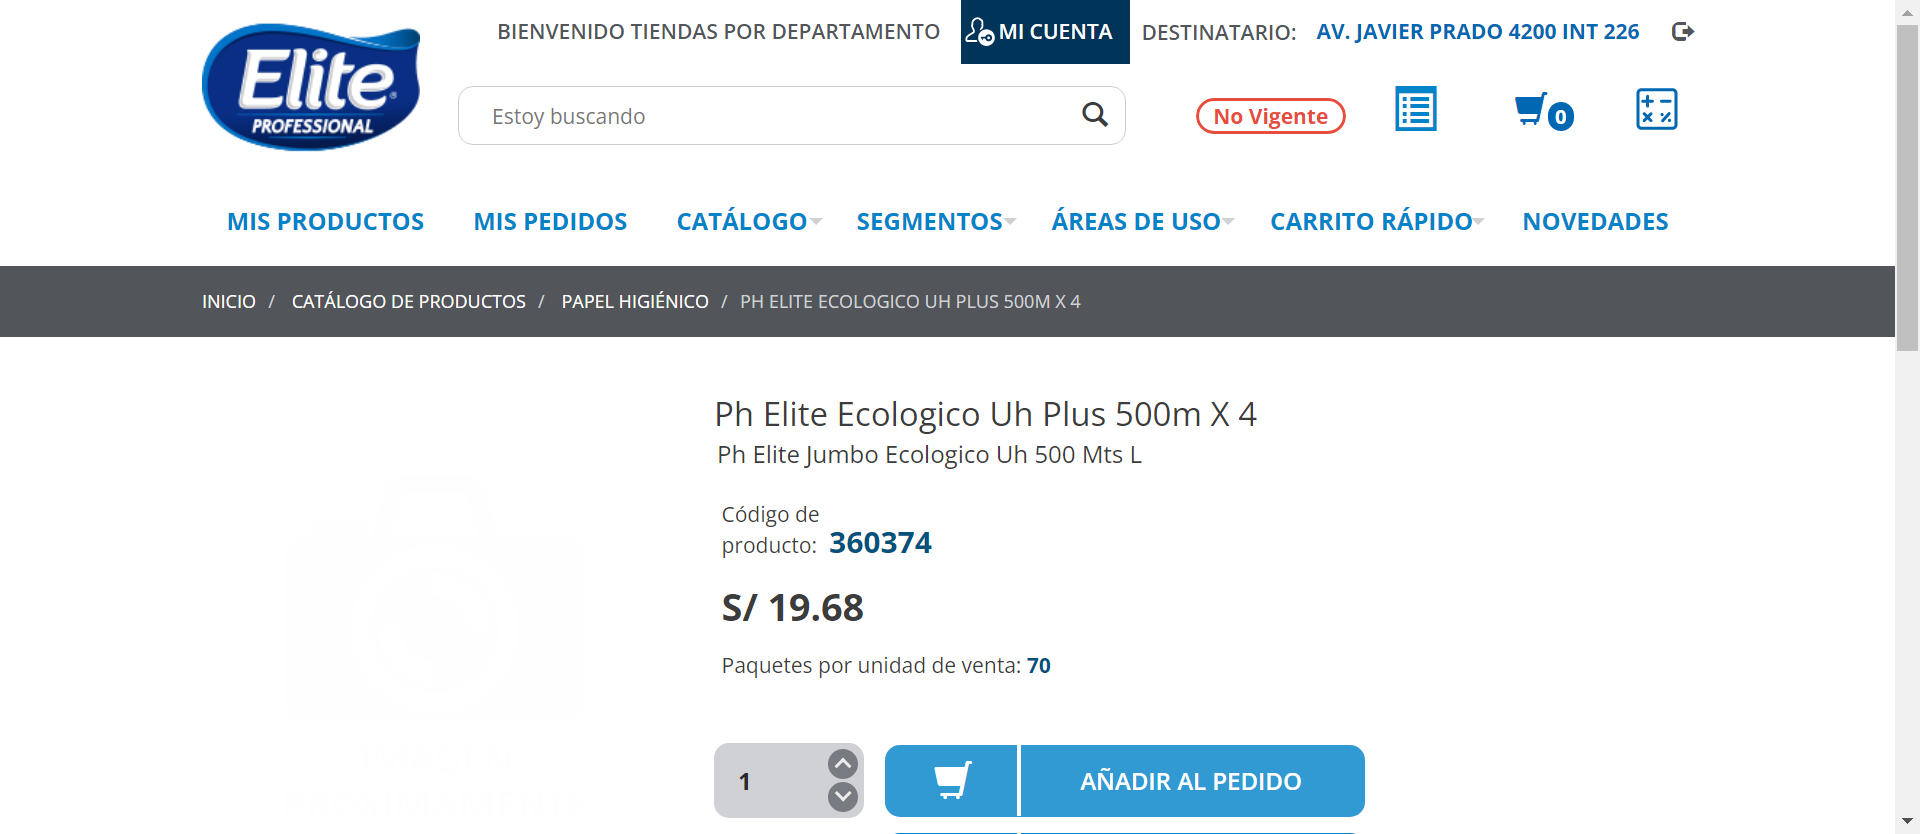 Elite®
PROFESSIONAL
BIENVENIDO TIENDAS POR DEPARTAMENTO
MI CUENTA
DESTINATARIO:
AV. JAVIER PRADO 4200 INT 226
Estoy buscando
No Vigente
0
MIS PRODUCTOS
MIS PEDIDOS
CATÁLOGO
SEGMENTOS
ÁREAS DE USO
CARRITO RÁPIDO
NOVEDADES
INICIO / CATÁLOGO DE PRODUCTOS / PAPEL HIGIÉNICO / PH ELITE ECOLOGICO UH PLUS 500M X 4
Ph Elite Ecologico Uh Plus 500m X 4
Ph Elite Jumbo Ecologico Uh 500 Mts L
Código de
producto: 360374
S/ 19.68
Paquetes por unidad de venta: 70
1
AÑADIR AL PEDIDO